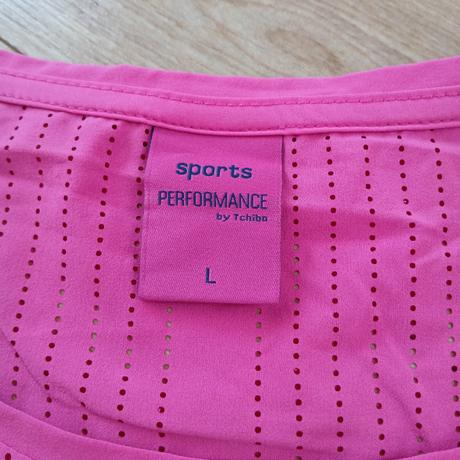 sports
PERFORMANCE
by Tchibo
L